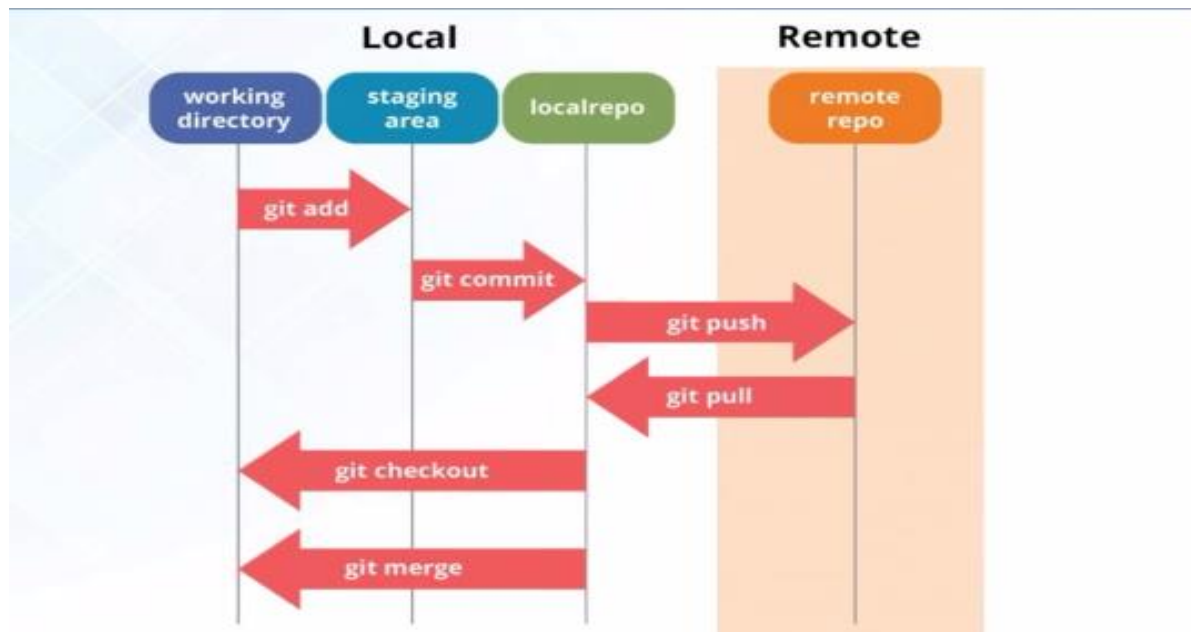 Local
Remote
working
directory
staging
area
localrepo
remote
repo
git add
git commit
git push
git pull
git checkout
git merge